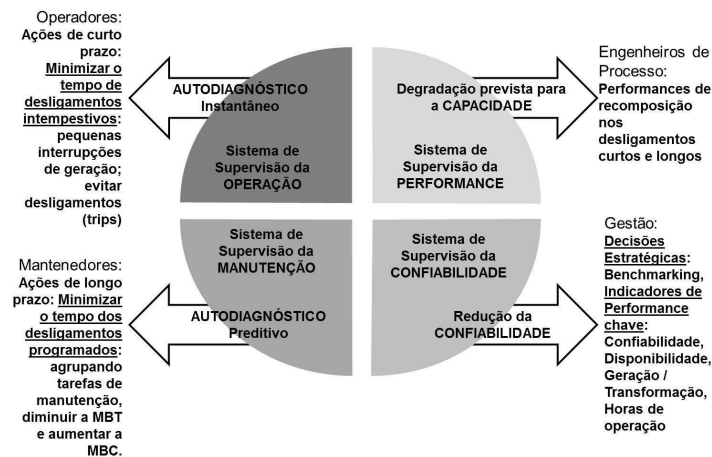 Operadores:
Ações de curto
prazo:
Minimizar o
tempo de
desligamentos
intempestivos:
pequenas
interrupções
de geração;
evitar
desligamentos
(trips)
AUTODIAGNÓSTICO
Instantâneo
Sistema de
Supervisão da
OPERAÇÃO
Degradação prevista para
a CAPACIDADE
Sistema de
Supervisão da
PERFORMANCE
Engenheiros de
Processo:
Performances de
recomposição
nos
desligamentos
curtos e longos
Mantenedores:
Ações de longo
prazo: Minimizar
o tempo dos
desligamentos
programados:
agrupando
tarefas de
manutenção,
diminuir a MBT
e aumentar a
MBC.
Sistema de
Supervisão da
MANUTENÇÃO
AUTODIAGNÓSTICO
Preditivo
Sistema de
Supervisão da
CONFIABILIDADE
Redução da
CONFIABILIDADE
Gestão:
Decisões
Estratégicas:
Benchmarking,
Indicadores de
Performance
chave:
Confiabilidade,
Disponibilidade,
Geração /
Transformação,
Horas de
operação